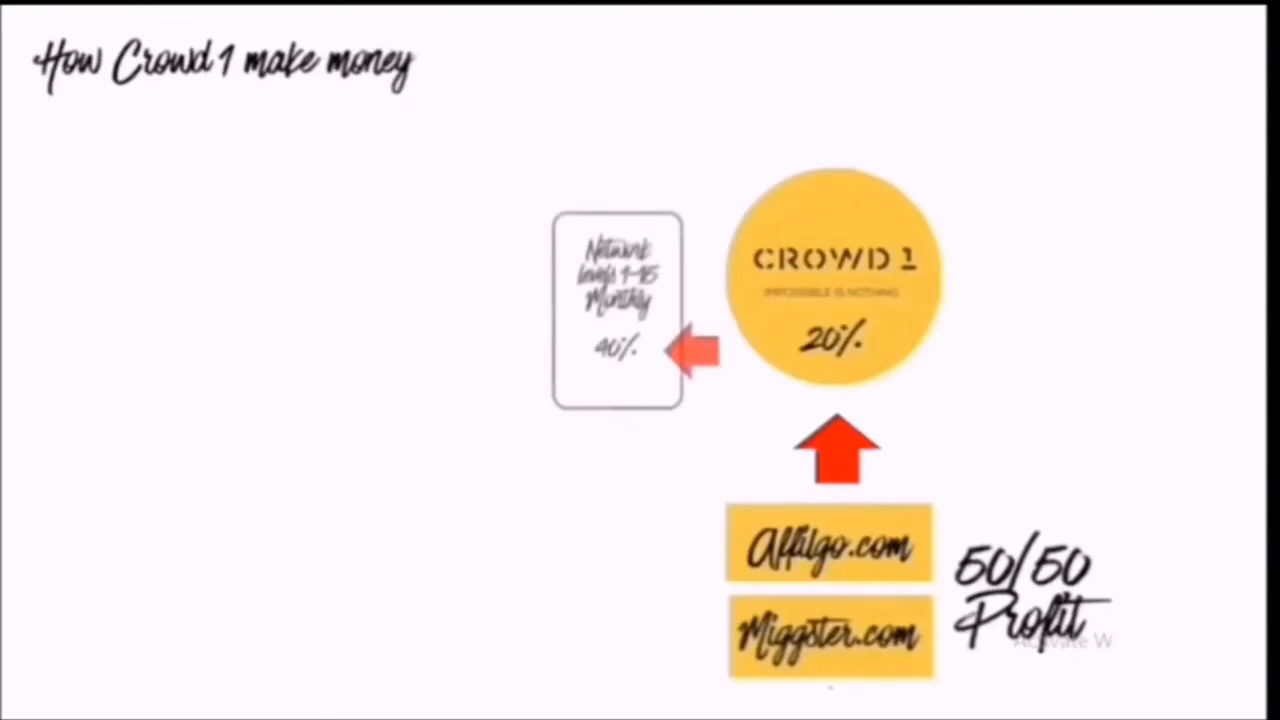 How Crowd 1 make money
Network
levels 1-15
Monthly
40%
CROWD 1
IMPOSSIBLE IS NOTHING
20%
Affilgo.com
Miggster.com
50/50
Profit
Activate W